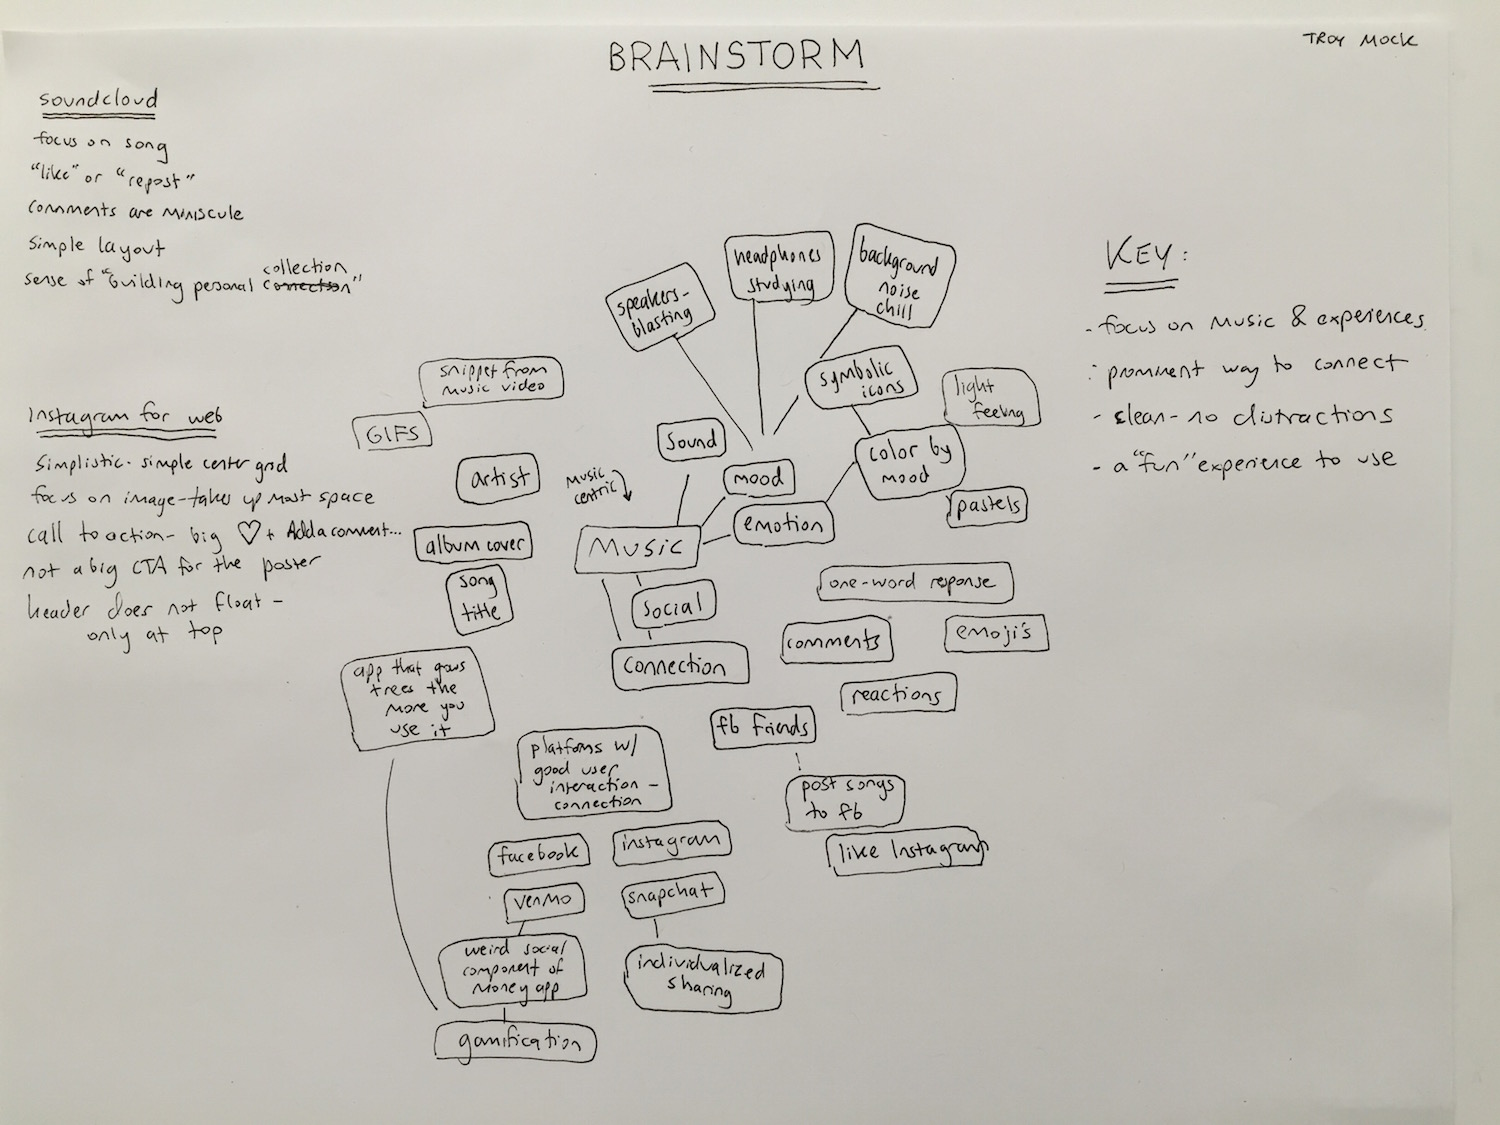 BRAINSTORM
TROY MOCK
soundcloud
focus on song
"like" or "repost"
comments are miniscule
simple layout
collection
sense of "building personal connection"
Instagram for web
simplistic - simple center grid
focus on image - takes up most space
call to action - big ♡ + Add a comment...
not a big CTA for the poster
header does not float -
only at top
speakers-
blasting
headphones
studying
background
noise
chill
snippet from
music video
GIFS
symbolic
icons
light
feeling
Sound
artist
music
centric
mood
color by
mood
emotion
pastels
album cover
MUSIC
song
title
social
one-word response
comments
emoji's
connection
reactions
app that grows
trees the
more you
use it
fb friends
platforms w/
good user
interaction -
connection
post songs
to fb
like Instagram
facebook
instagram
venmo
snapchat
weird social
component of
money app
individualized
sharing
gamification
KEY:
- focus on music & experiences
- prominent way to connect
- clean - no distractions
- a "fun" experience to use